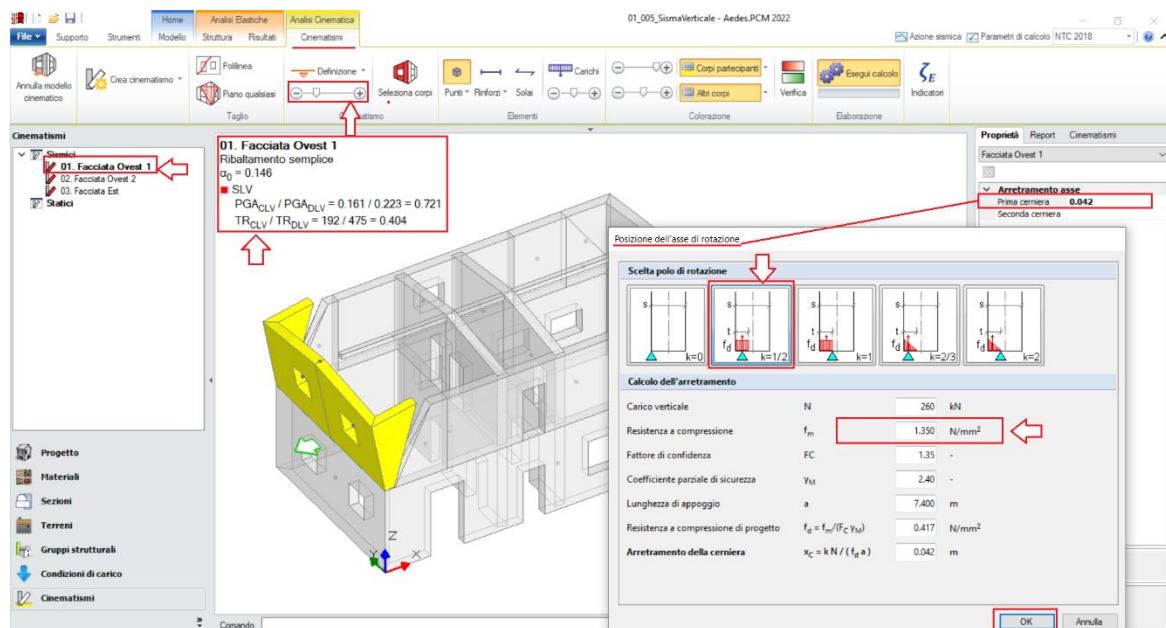 01_005_SismaVerticale - Aedes.PCM 2022
Home Analisi Elastiche Analisi Cinematica
File Supporto Strumenti Modello Struttura Risultati Cinematismi
Azione sismica Parametri di calcolo NTC 2018
Annulla modello cinematico
Crea cinematismo
Polilinea
Piano qualsiasi
Taglio
Definizione
Seleziona corpi
Punti Rinforzi Solai
Carichi
Elementi
Corpi partecipanti
Altri corpi
Verifica
Colorazione
Esegui calcolo
Elaborazione
ζE
Indicatori
Cinematismi
Sismici
01. Facciata Ovest 1
02. Facciata Ovest 2
03. Facciata Est
Statici
01. Facciata Ovest 1
Ribaltamento semplice
α0 = 0.146
SLV
PGACLV / PGADLV = 0.161 / 0.223 = 0.721
TRCLV / TRDLV = 192 / 475 = 0.404
Z
Y X
Proprietà Report Cinematismi
Facciata Ovest 1
Arretramento asse
Prima cerniera 0.042
Seconda cerniera
Posizione dell'asse di rotazione
Scelta polo di rotazione
s k=0
s t fd k=1/2
s t fd k=1
s t fd k=2/3
s t fd k=2
Calcolo dell'arretramento
Carico verticale N 260 kN
Resistenza a compressione fm 1.350 N/mm²
Fattore di confidenza FC 1.35 -
Coefficiente parziale di sicurezza γM 2.40 -
Lunghezza di appoggio a 7.400 m
Resistenza a compressione di progetto fd = fm/(FC γM) 0.417 N/mm²
Arretramento della cerniera xC = k N / ( fd a ) 0.042 m
OK Annulla
Progetto
Materiali
Sezioni
Terreni
Gruppi strutturali
Condizioni di carico
Cinematismi
Comando